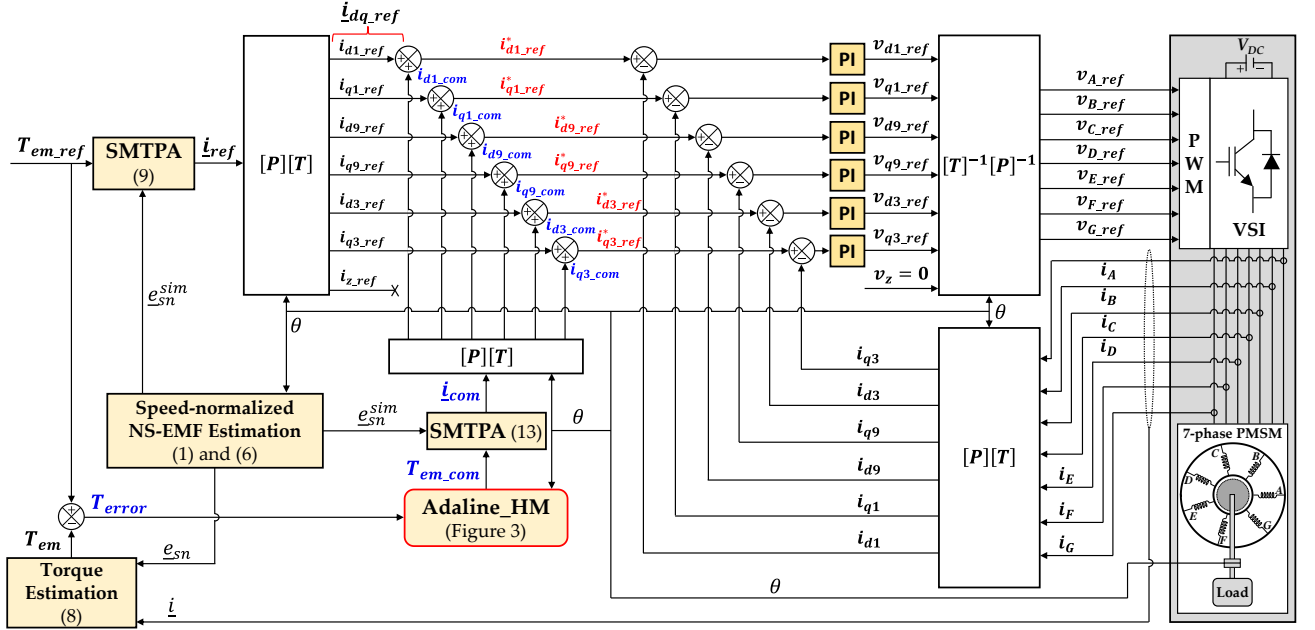 i_dq_ref
V_DC
i_d1_ref
i*_d1_ref
PI
v_d1_ref
i_d1_com
v_A_ref
i_q1_ref
i*_q1_ref
PI
v_q1_ref
v_B_ref
i_q1_com
T_em_ref
SMTPA
(9)
i_ref
[P][T]
i_d9_ref
i*_d9_ref
PI
v_d9_ref
[T]⁻¹[P]⁻¹
v_C_ref
P
W
M
i_d9_com
i_q9_ref
i*_q9_ref
PI
v_q9_ref
v_D_ref
i_q9_com
v_E_ref
i_d3_ref
i*_d3_ref
PI
v_d3_ref
v_F_ref
i_d3_com
VSI
i_q3_ref
i*_q3_ref
PI
v_q3_ref
v_G_ref
i_q3_com
i_z_ref
v_z = 0
e_sn^sim
θ
θ
i_A
i_B
i_C
i_D
[P][T]
i_q3
i_com
i_d3
Speed-normalized
NS-EMF Estimation
(1) and (6)
e_sn^sim
SMTPA (13)
θ
i_q9
7-phase PMSM
T_em_com
i_d9
[P][T]
i_E
A
B
C
D
E
F
G
T_error
Adaline_HM
(Figure 3)
i_q1
i_F
T_em
e_sn
i_d1
i_G
Torque
Estimation
(8)
i
θ
Load